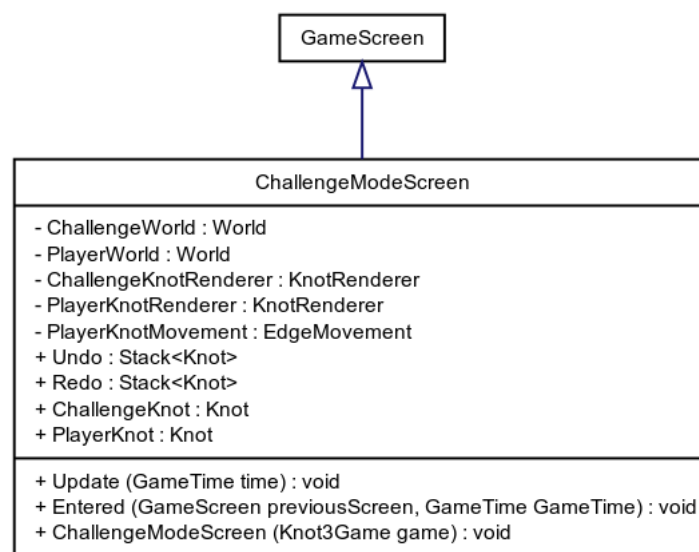 GameScreen
ChallengeModeScreen
- ChallengeWorld : World
- PlayerWorld : World
- ChallengeKnotRenderer : KnotRenderer
- PlayerKnotRenderer : KnotRenderer
- PlayerKnotMovement : EdgeMovement
+ Undo : Stack<Knot>
+ Redo : Stack<Knot>
+ ChallengeKnot : Knot
+ PlayerKnot : Knot
+ Update (GameTime time) : void
+ Entered (GameScreen previousScreen, GameTime GameTime) : void
+ ChallengeModeScreen (Knot3Game game) : void